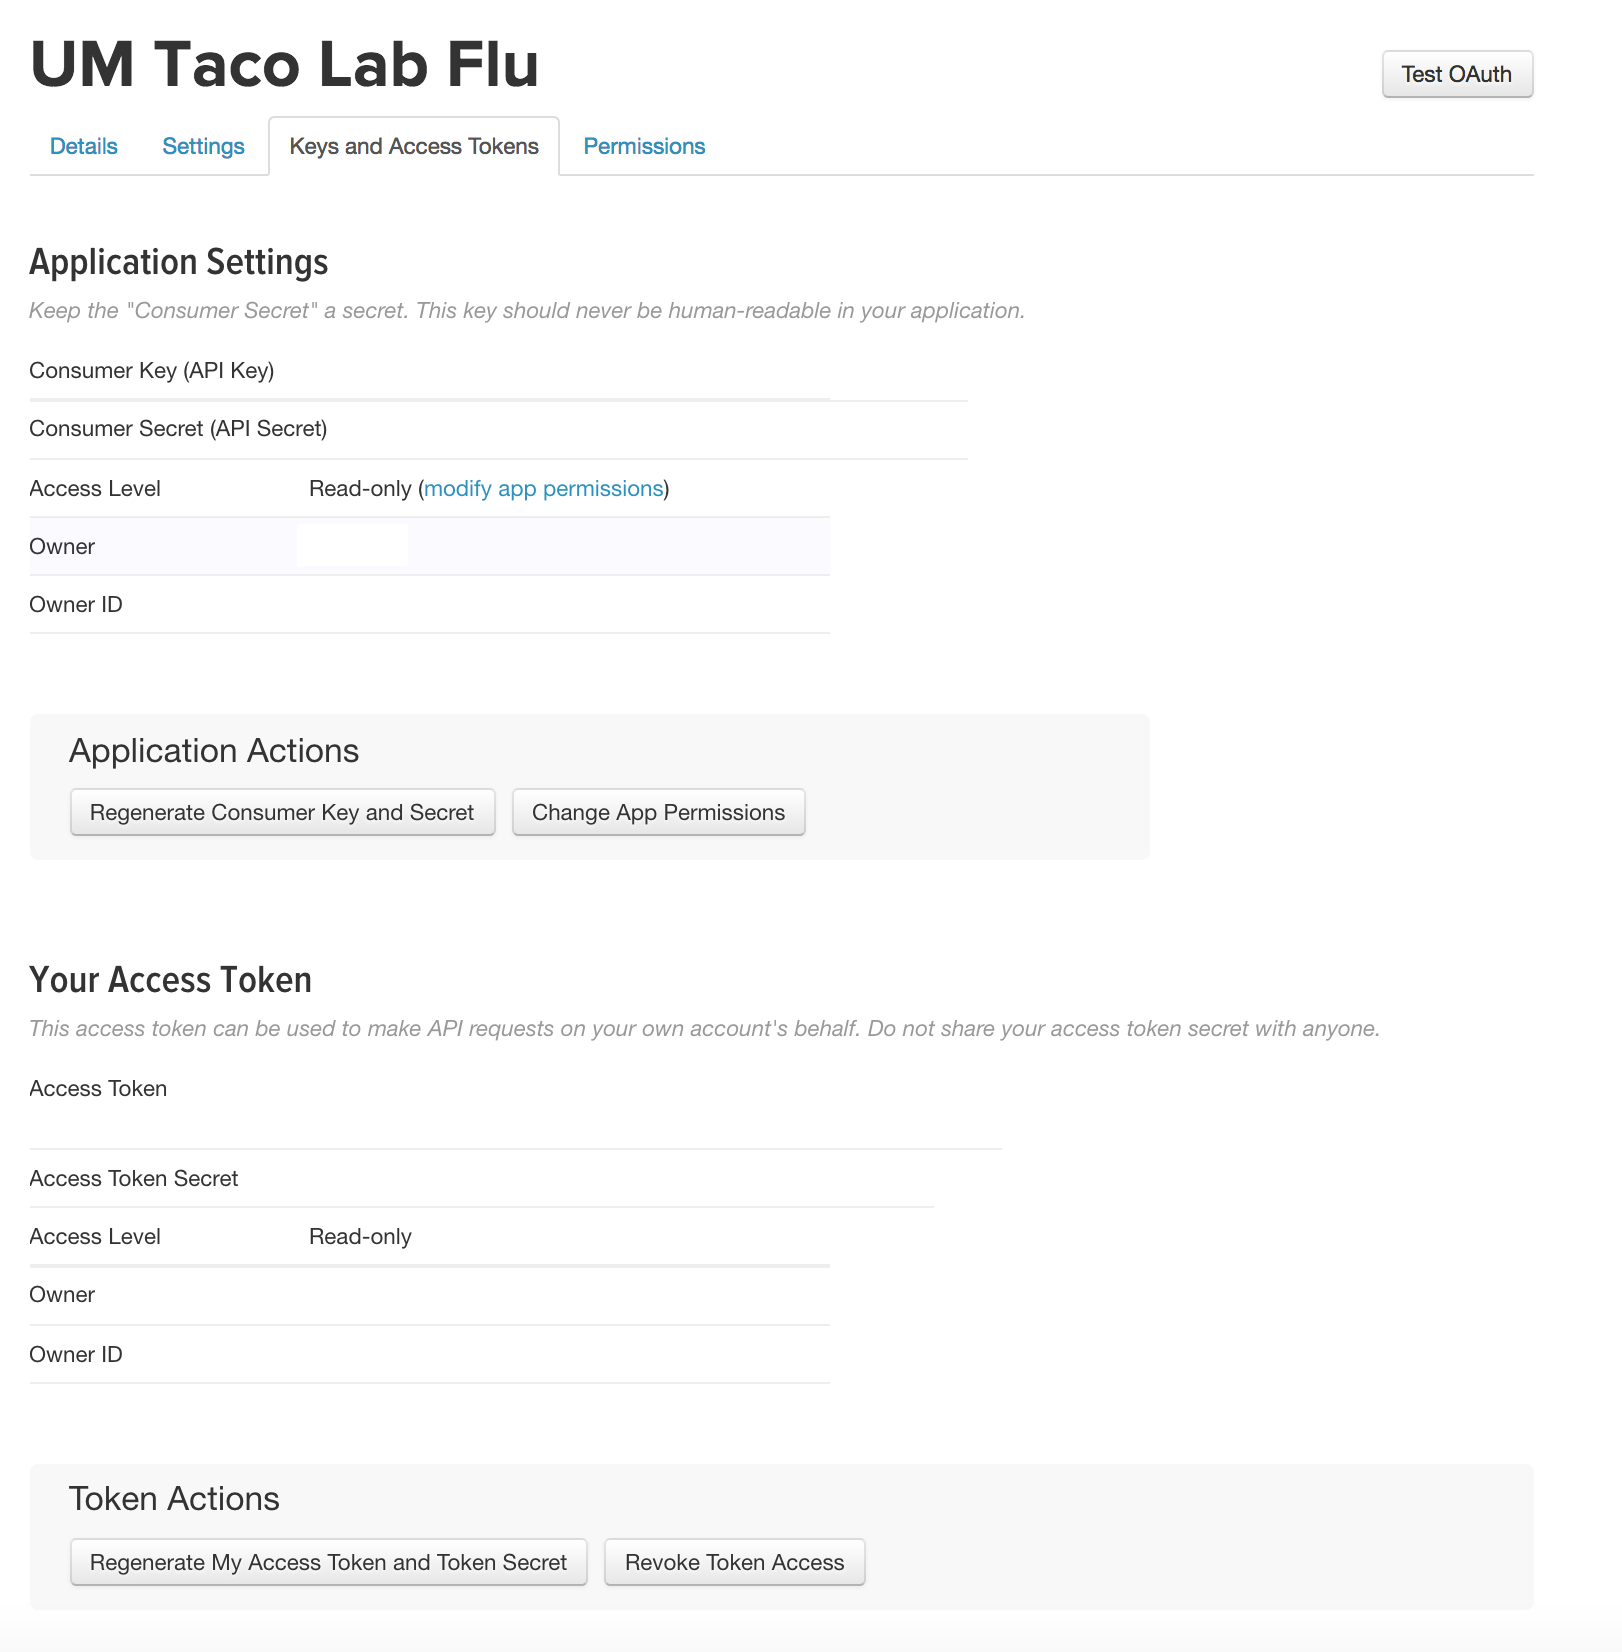 UM Taco Lab Flu
Test OAuth
Details Settings Keys and Access Tokens Permissions
Application Settings
Keep the "Consumer Secret" a secret. This key should never be human-readable in your application.
Consumer Key (API Key)
Consumer Secret (API Secret)
Access Level Read-only (modify app permissions)
Owner
Owner ID
Application Actions
Regenerate Consumer Key and Secret Change App Permissions
Your Access Token
This access token can be used to make API requests on your own account's behalf. Do not share your access token secret with anyone.
Access Token
Access Token Secret
Access Level Read-only
Owner
Owner ID
Token Actions
Regenerate My Access Token and Token Secret Revoke Token Access